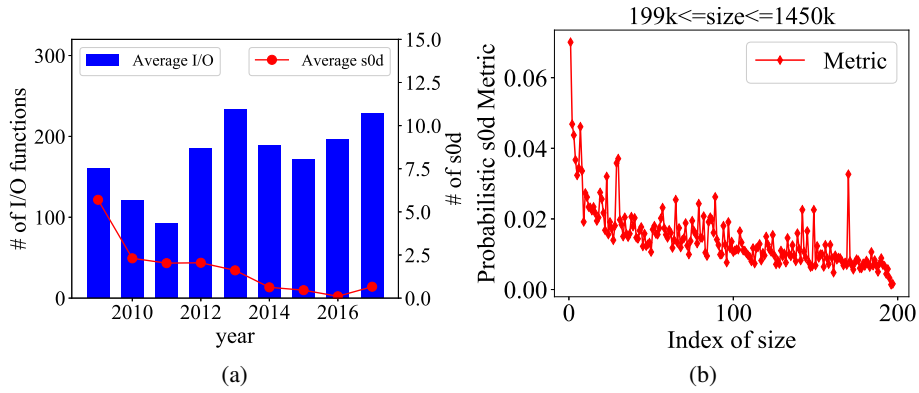 199k<=size<=1450k
Average I/O
Average s0d
300
200
100
0
# of I/O functions
15.0
12.5
10.0
7.5
5.0
2.5
0.0
# of s0d
2010 2012 2014 2016
year
(a)
Metric
0.06
0.04
0.02
0.00
Probabilistic s0d Metric
0 100 200
Index of size
(b)